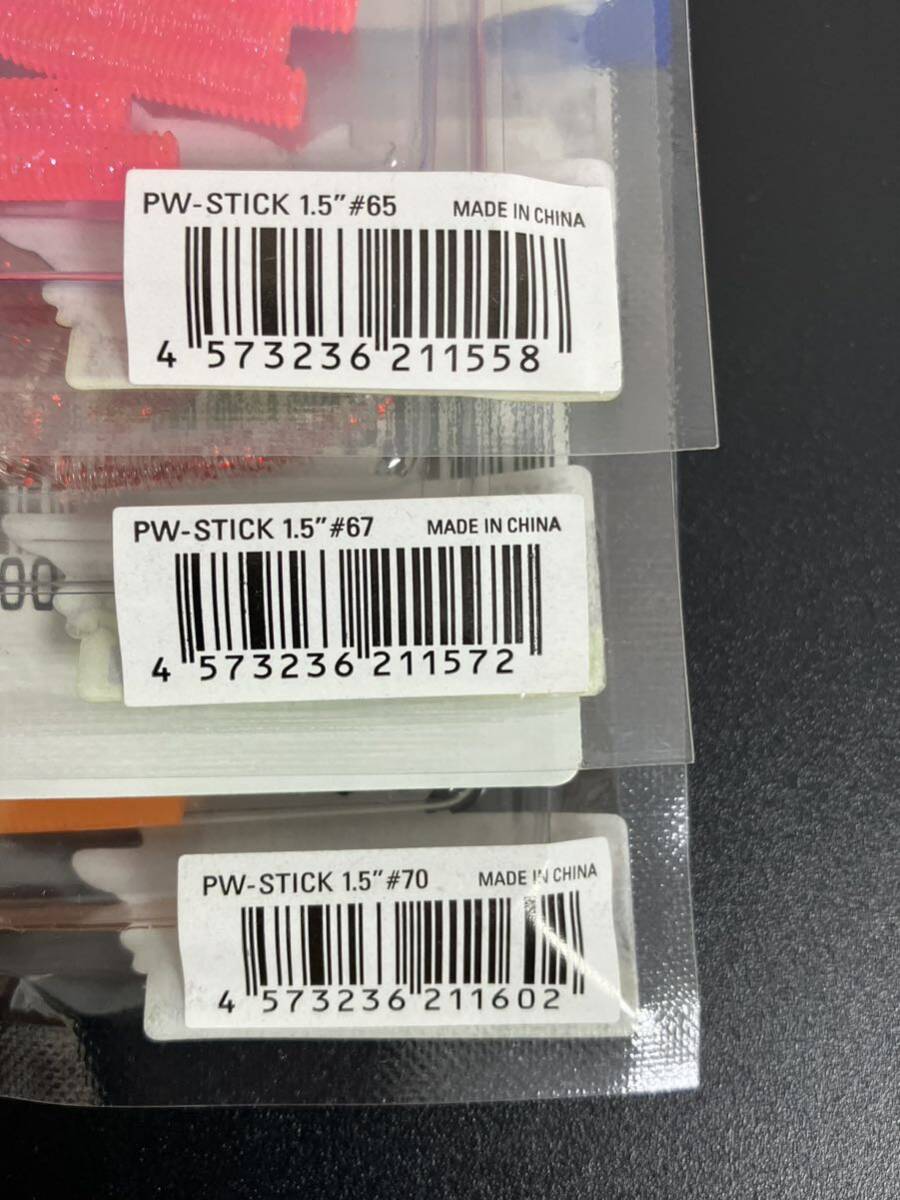 PW-STICK 1.5″#65 MADE IN CHINA
4 573236 211558
PW-STICK 1.5″#67 MADE IN CHINA
00
4 573236 211572
PW-STICK 1.5″#70 MADE IN CHINA
4 573236 211602